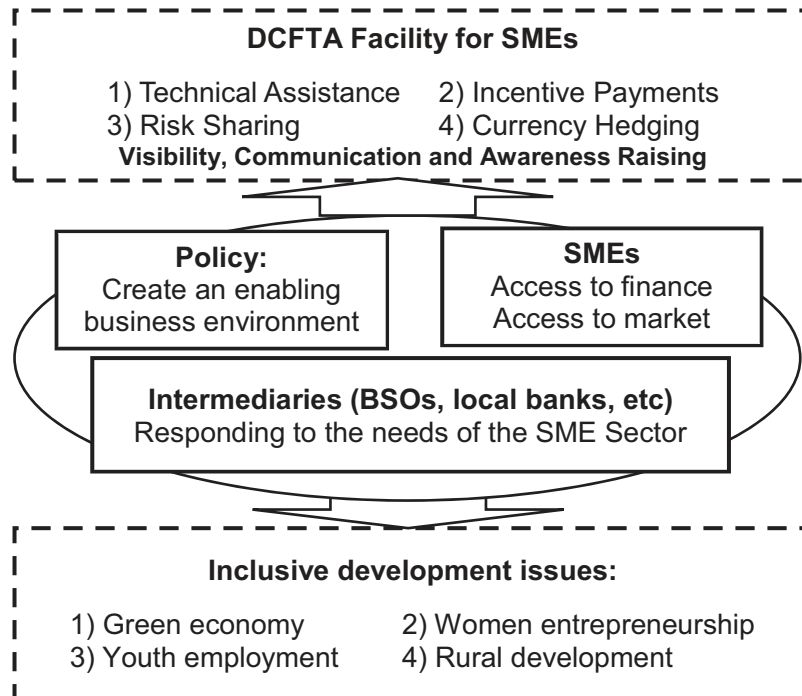 DCFTA Facility for SMEs
1) Technical Assistance 2) Incentive Payments
3) Risk Sharing 4) Currency Hedging
Visibility, Communication and Awareness Raising
Policy:
Create an enabling
business environment
SMEs
Access to finance
Access to market
Intermediaries (BSOs, local banks, etc)
Responding to the needs of the SME Sector
Inclusive development issues:
1) Green economy 2) Women entrepreneurship
3) Youth employment 4) Rural development